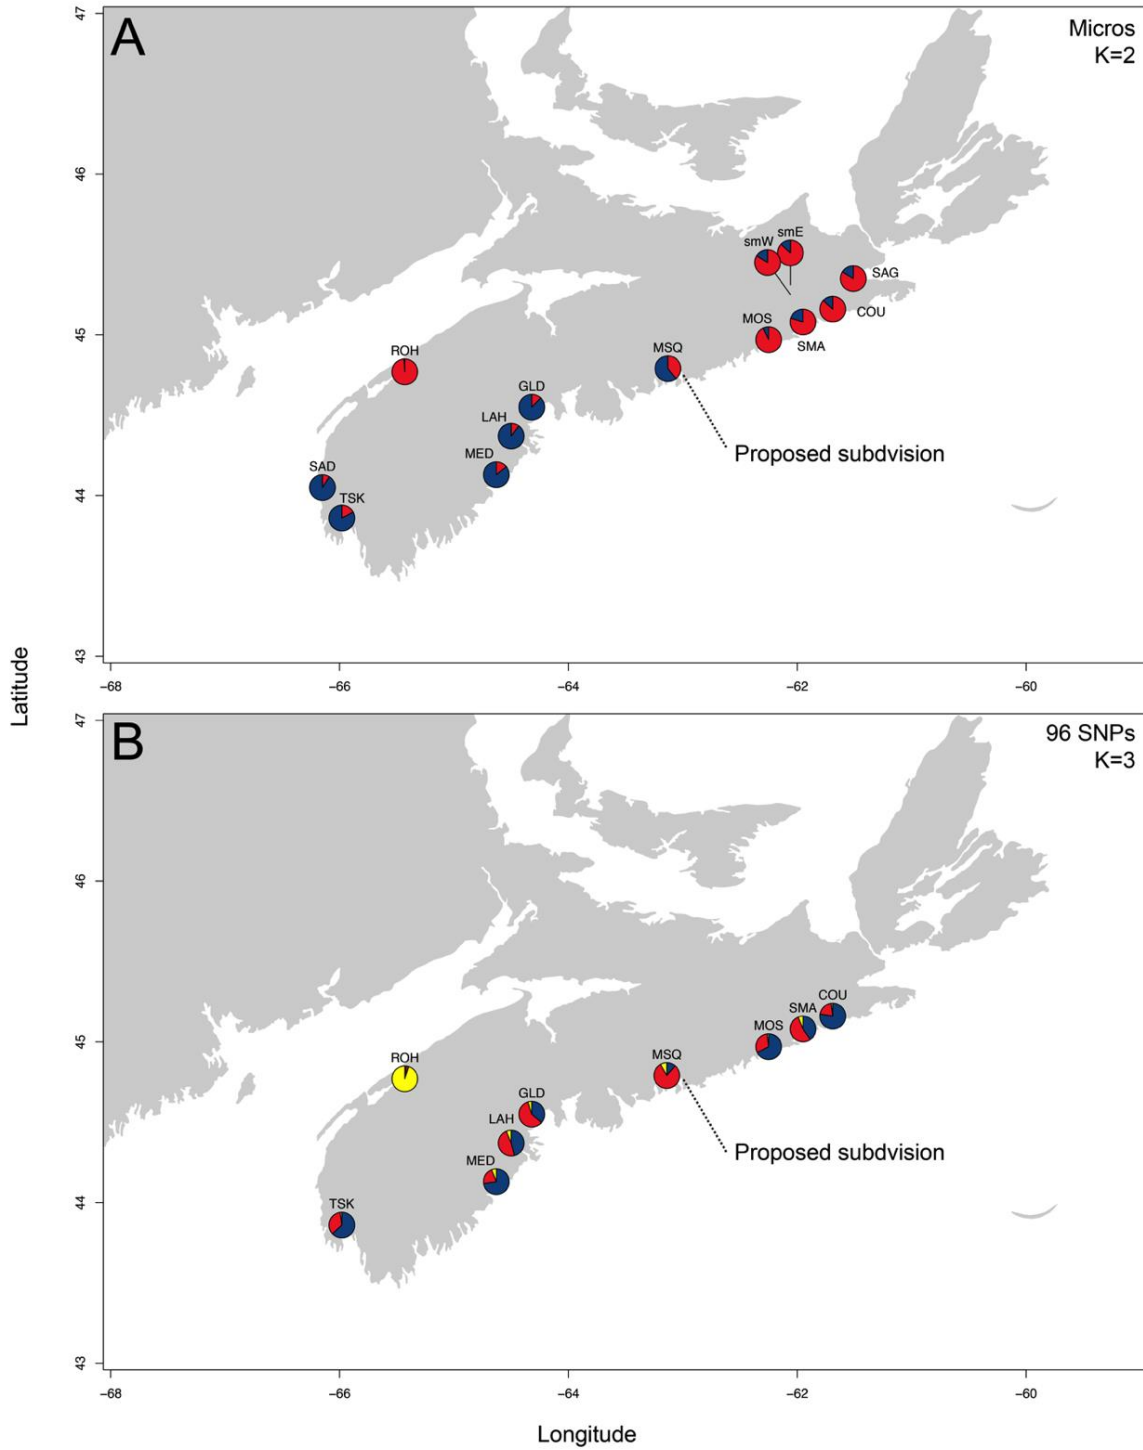 A
Micros
K=2
47
46
45
44
43
smW
smE
SAG
COU
MOS
SMA
MSQ
ROH
GLD
LAH
MED
SAD
TSK
Proposed subdvision
−68
−66
−64
−62
−60
Latitude
B
96 SNPs
K=3
47
46
45
44
43
COU
SMA
MOS
MSQ
ROH
GLD
LAH
MED
TSK
Proposed subdvision
−68
−66
−64
−62
−60
Longitude